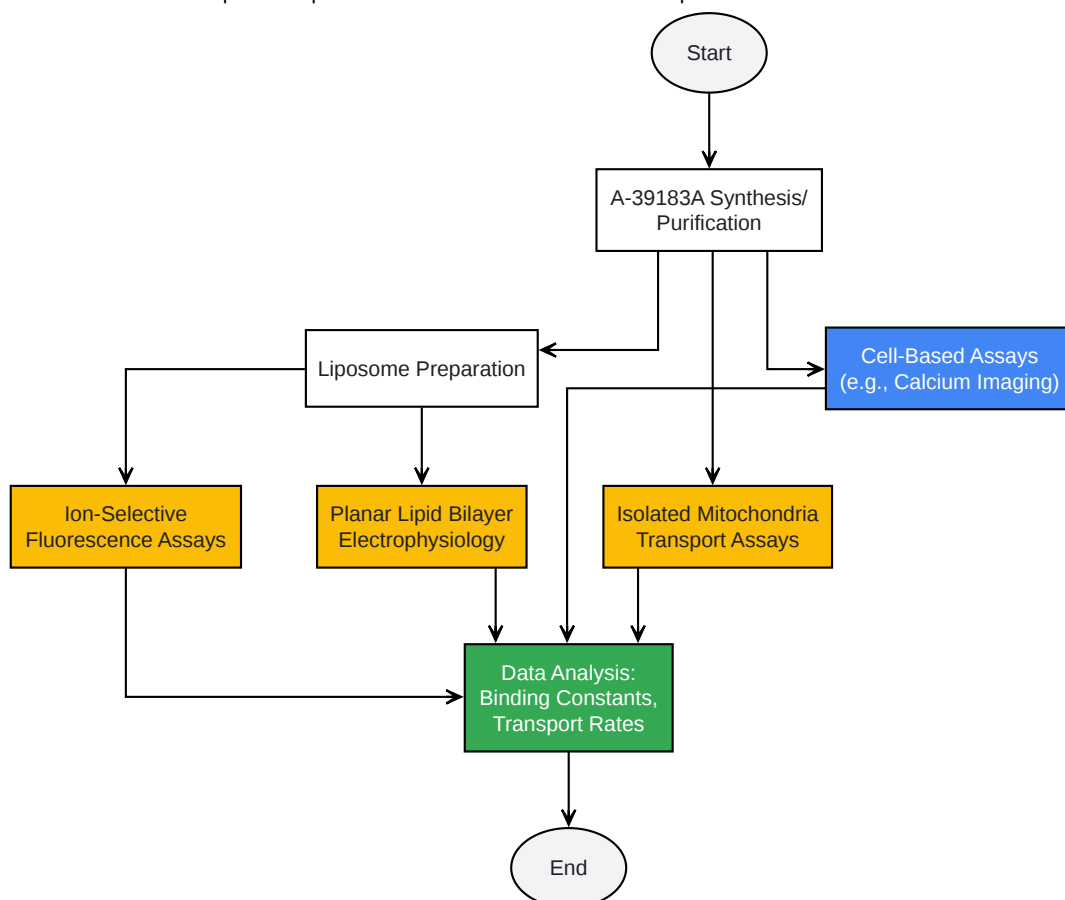 Start
A-39183A Synthesis/
Purification
Liposome Preparation
Cell-Based Assays
(e.g., Calcium Imaging)
Ion-Selective
Fluorescence Assays
Planar Lipid Bilayer
Electrophysiology
Isolated Mitochondria
Transport Assays
Data Analysis:
Binding Constants,
Transport Rates
End